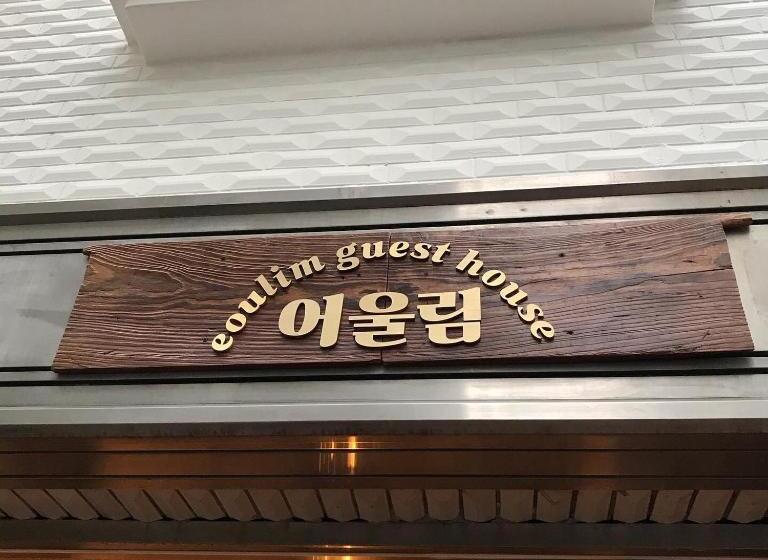 eoulim guest house
어울림